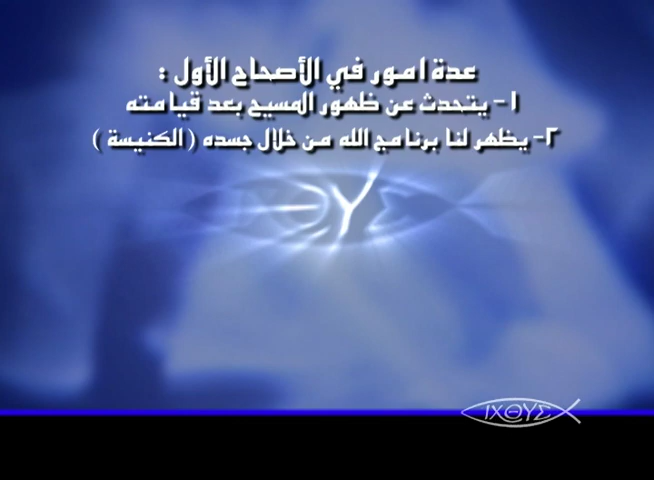 عدة امور في الأصحاح الأول :
١- يتحدث عن ظهور المسيح بعد قيامته
٢- يظهر لنا برنامج الله من خلال جسده ( الكنيسة )
ΙΧΘΥΣ